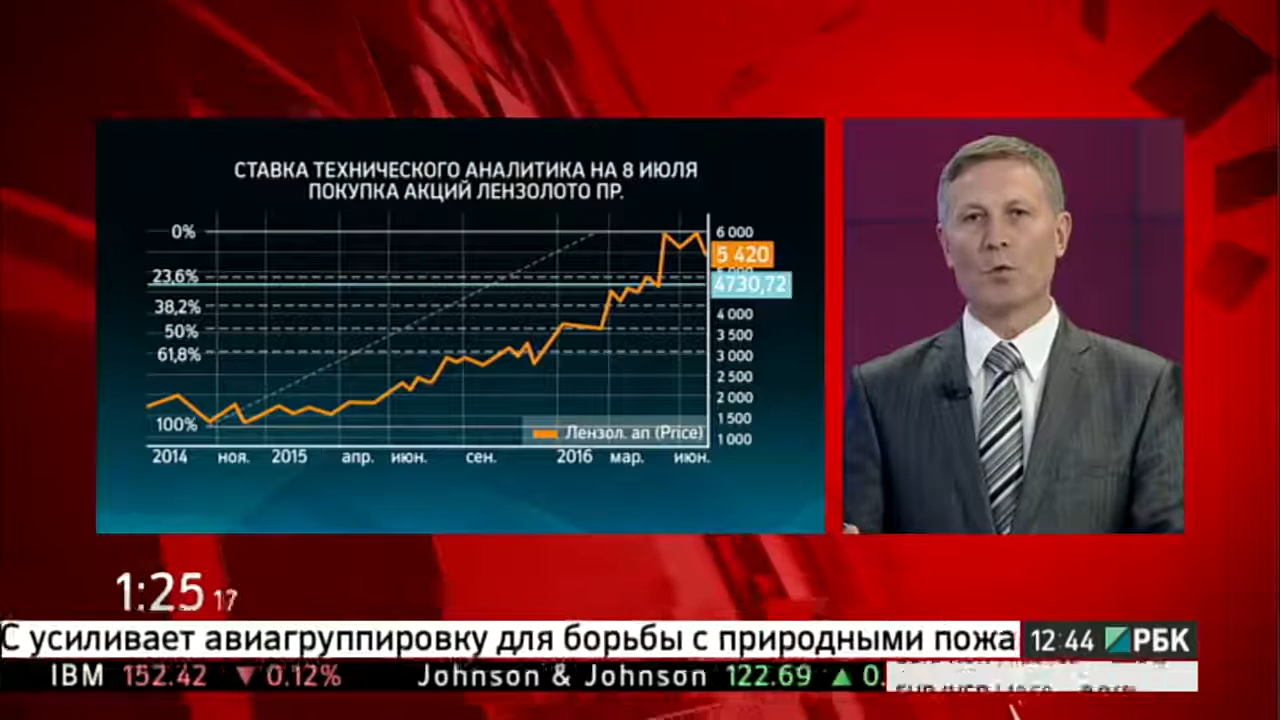 СТАВКА ТЕХНИЧЕСКОГО АНАЛИТИКА НА 8 ИЮЛЯ
ПОКУПКА АКЦИЙ ЛЕНЗОЛОТО ПР.
0%
23,6%
38,2%
50%
61,8%
100%
6 000
5 420
4730,72
4 000
3 500
3 000
2 500
2 000
1 500
1 000
Лензол. ап (Price)
2014 ноя. 2015 апр. июн. сен. 2016 мар. июн.
1:25 17
С усиливает авиагруппировку для борьбы с природными пожа
12:44 РБК
IBM 152.42 ▼ 0.12% Johnson & Johnson 122.69 ▲ 0.